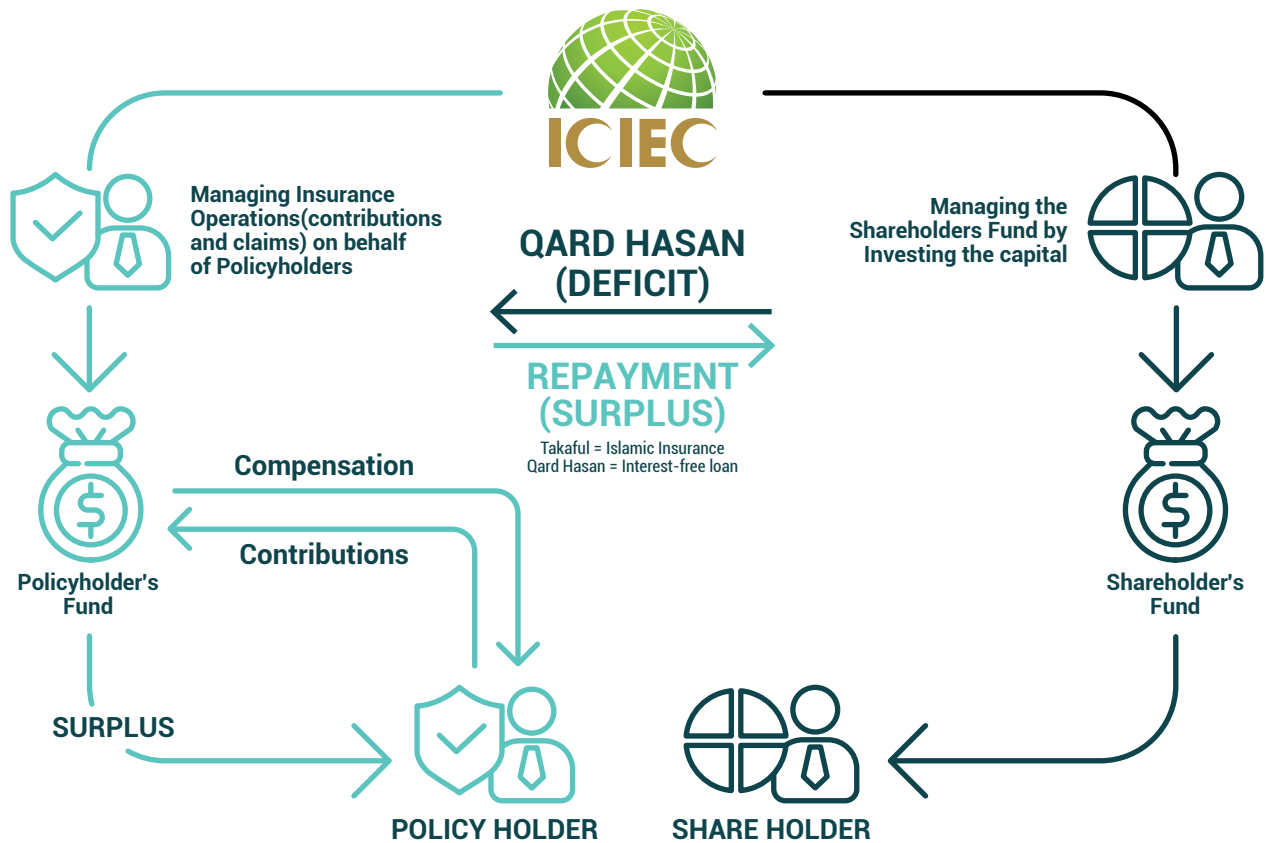 ICIEC
Managing Insurance
Operations(contributions
and claims) on behalf
of Policyholders
Managing the
Shareholders Fund by
Investing the capital
QARD HASAN
(DEFICIT)
REPAYMENT
(SURPLUS)
Takaful = Islamic Insurance
Qard Hasan = Interest-free loan
Compensation
Contributions
$
Policyholder's
Fund
$
Shareholder's
Fund
SURPLUS
POLICY HOLDER
SHARE HOLDER